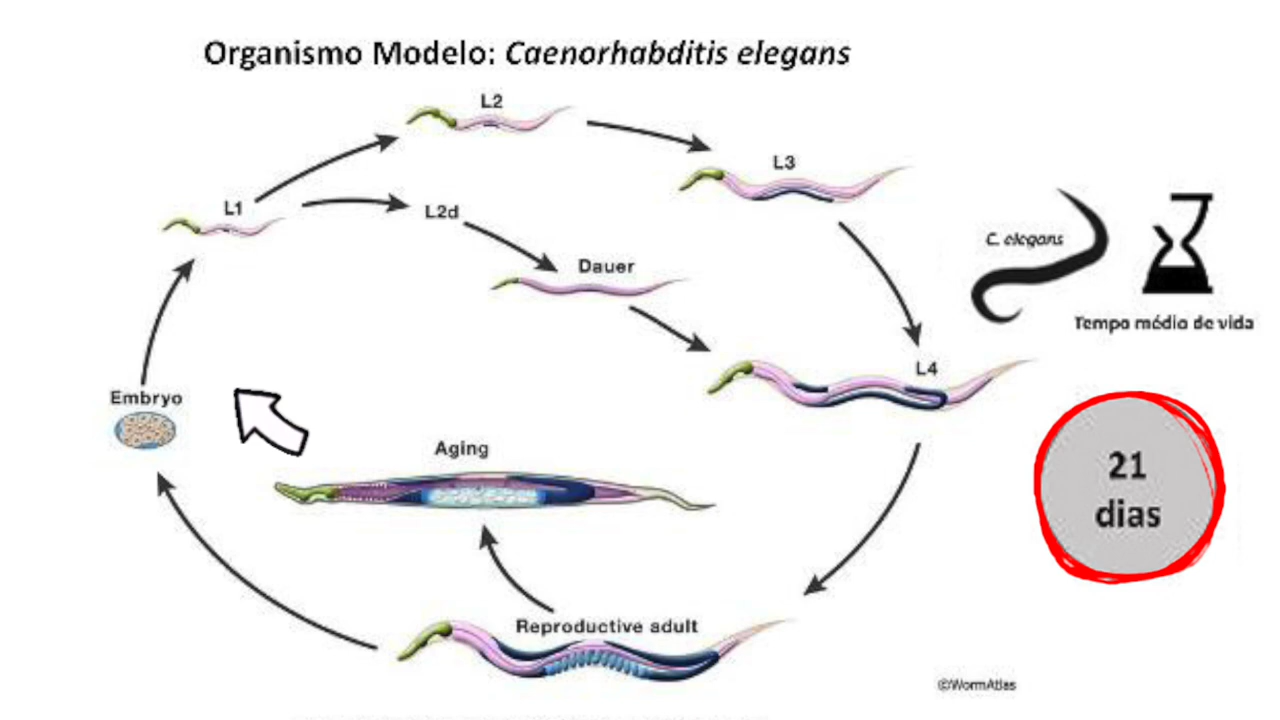 Organismo Modelo: Caenorhabditis elegans
L2
L3
L1
L2d
C. elegans
Dauer
Tempo médio de vida
L4
Embryo
Aging
21
dias
Reproductive adult
©WormAtlas